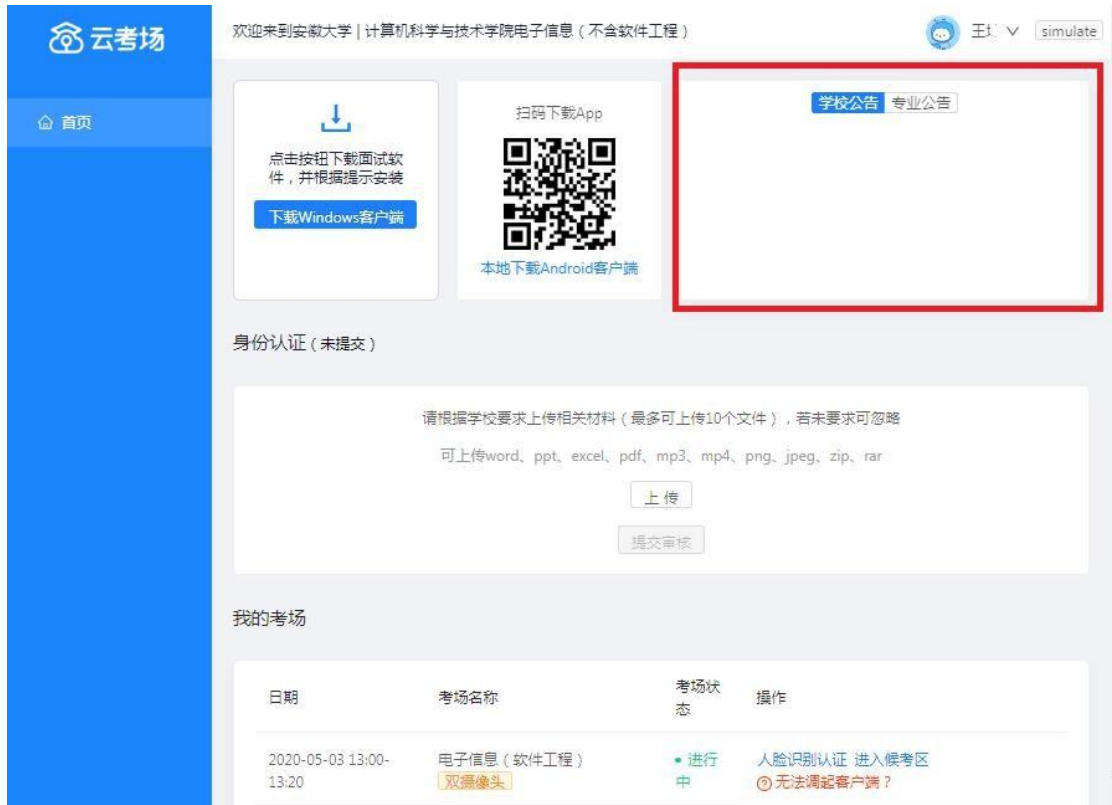 云考场
欢迎来到安徽大学 | 计算机科学与技术学院电子信息（不含软件工程）
王
simulate
首页
点击按钮下载面试软
件，并根据提示安装
下载Windows客户端
扫码下载App
本地下载Android客户端
学校公告 专业公告
身份认证（未提交）
请根据学校要求上传相关材料（最多可上传10个文件），若未要求可忽略
可上传word、ppt、excel、pdf、mp3、mp4、png、jpeg、zip、rar
上 传
提交审核
我的考场
日期 考场名称 考场状 操作
态
2020-05-03 13:00- 电子信息（软件工程） 进行 人脸识别认证 进入候考区
13:20 双摄像头 中 无法调起客户端？